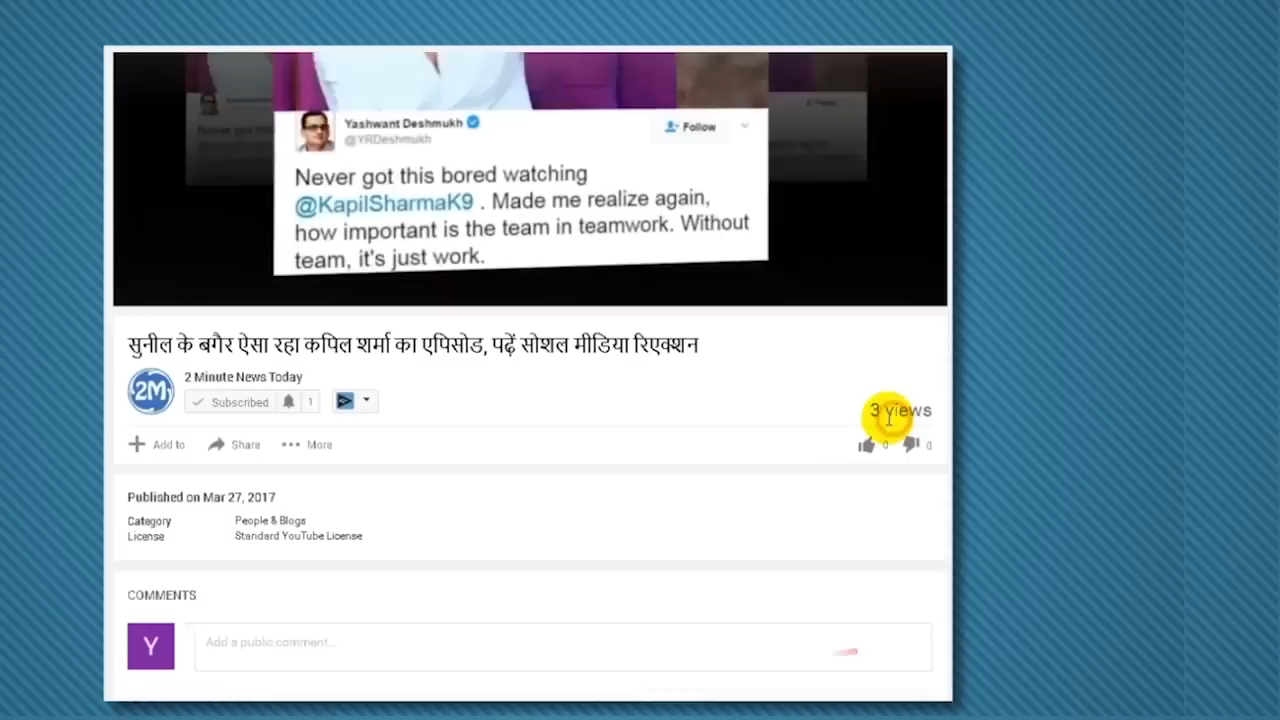 Yashwant Deshmukh
@YRDeshmukh
Follow
Never got this bored watching
@KapilSharmaK9 . Made me realize again,
how important is the team in teamwork. Without
team, it's just work.
सुनील के बगैर ऐसा रहा कपिल शर्मा का एपिसोड, पढ़ें सोशल मीडिया रिएक्शन
2M
2 Minute News Today
Subscribed 1
3 views
Add to Share More 0 0
Published on Mar 27, 2017
Category People & Blogs
License Standard YouTube License
COMMENTS
Y
Add a public comment...